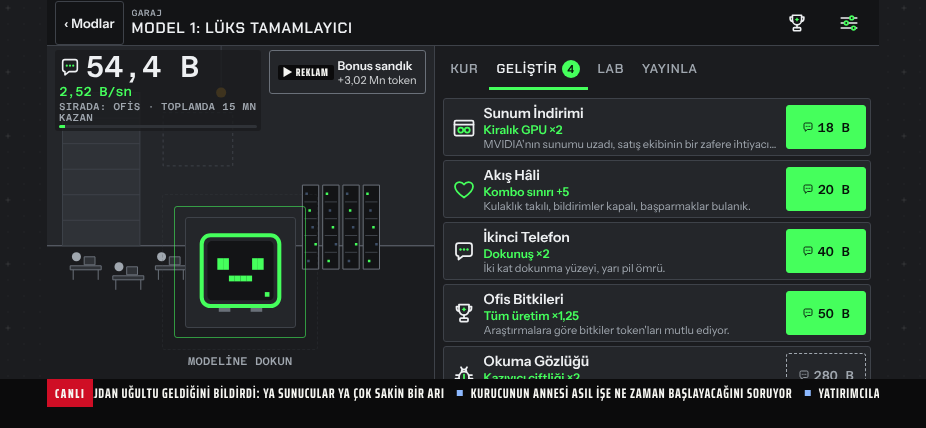 ‹ Modlar
GARAJ
MODEL 1: LÜKS TAMAMLAYICI
54,4 B
2,52 B/sn
SIRADA: OFİS · TOPLAMDA 15 MN
KAZAN
REKLAM
Bonus sandık
+3,02 Mn token
MODELİNE DOKUN
KUR
GELİŞTİR 4
LAB
YAYINLA
Sunum İndirimi
Kiralık GPU ×2
MVIDIA'nın sunumu uzadı, satış ekibinin bir zafere ihtiyacı...
18 B
Akış Hâli
Kombo sınırı +5
Kulaklık takılı, bildirimler kapalı, başparmaklar bulanık.
20 B
İkinci Telefon
Dokunuş ×2
İki kat dokunma yüzeyi, yarı pil ömrü.
40 B
Ofis Bitkileri
Tüm üretim ×1,25
Araştırmalara göre bitkiler token'ları mutlu ediyor.
50 B
Okuma Gözlüğü
Kazıyıcı çiftliği ×2
280 B
CANLI
UDAN UĞULTU GELDİĞİNİ BİLDİRDİ: YA SUNUCULAR YA ÇOK SAKİN BİR ARI ■ KURUCUNUN ANNESİ ASIL İŞE NE ZAMAN BAŞLAYACAĞINI SORUYOR ■ YATIRIMCILA